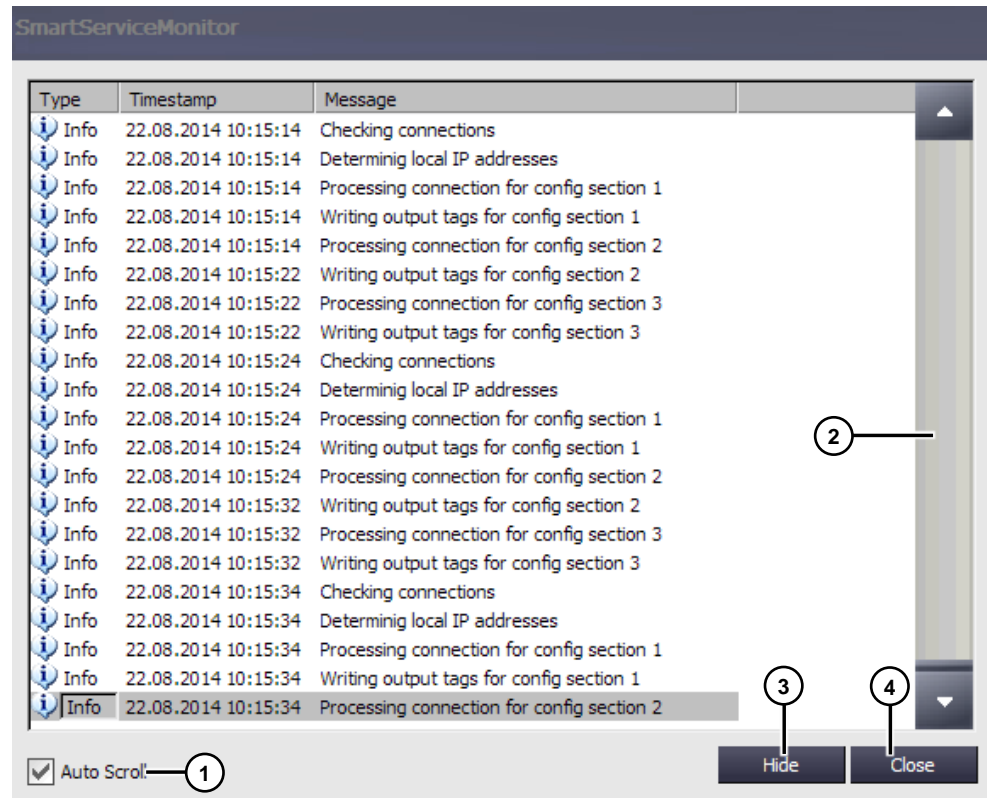 SmartServiceMonitor
Type Timestamp Message
Info 22.08.2014 10:15:14 Checking connections
Info 22.08.2014 10:15:14 Determinig local IP addresses
Info 22.08.2014 10:15:14 Processing connection for config section 1
Info 22.08.2014 10:15:14 Writing output tags for config section 1
Info 22.08.2014 10:15:14 Processing connection for config section 2
Info 22.08.2014 10:15:22 Writing output tags for config section 2
Info 22.08.2014 10:15:22 Processing connection for config section 3
Info 22.08.2014 10:15:22 Writing output tags for config section 3
Info 22.08.2014 10:15:24 Checking connections
Info 22.08.2014 10:15:24 Determinig local IP addresses
Info 22.08.2014 10:15:24 Processing connection for config section 1
Info 22.08.2014 10:15:24 Writing output tags for config section 1
Info 22.08.2014 10:15:24 Processing connection for config section 2
Info 22.08.2014 10:15:32 Writing output tags for config section 2
Info 22.08.2014 10:15:32 Processing connection for config section 3
Info 22.08.2014 10:15:32 Writing output tags for config section 3
Info 22.08.2014 10:15:34 Checking connections
Info 22.08.2014 10:15:34 Determinig local IP addresses
Info 22.08.2014 10:15:34 Processing connection for config section 1
Info 22.08.2014 10:15:34 Writing output tags for config section 1
Info 22.08.2014 10:15:34 Processing connection for config section 2
2
3
4
Hide Close
Auto Scroll
1